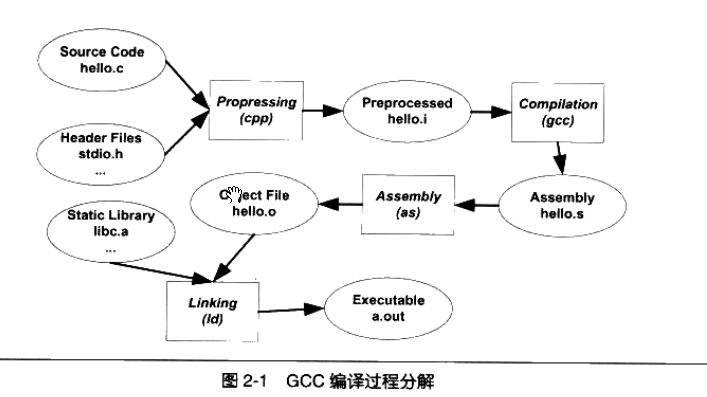 Source Code
hello.c
Propressing
(cpp)
Preprocessed
hello.i
Compilation
(gcc)
Header Files
stdio.h
...
Object File
hello.o
Assembly
(as)
Assembly
hello.s
Static Library
libc.a
...
Linking
(ld)
Executable
a.out
图 2-1 GCC 编译过程分解